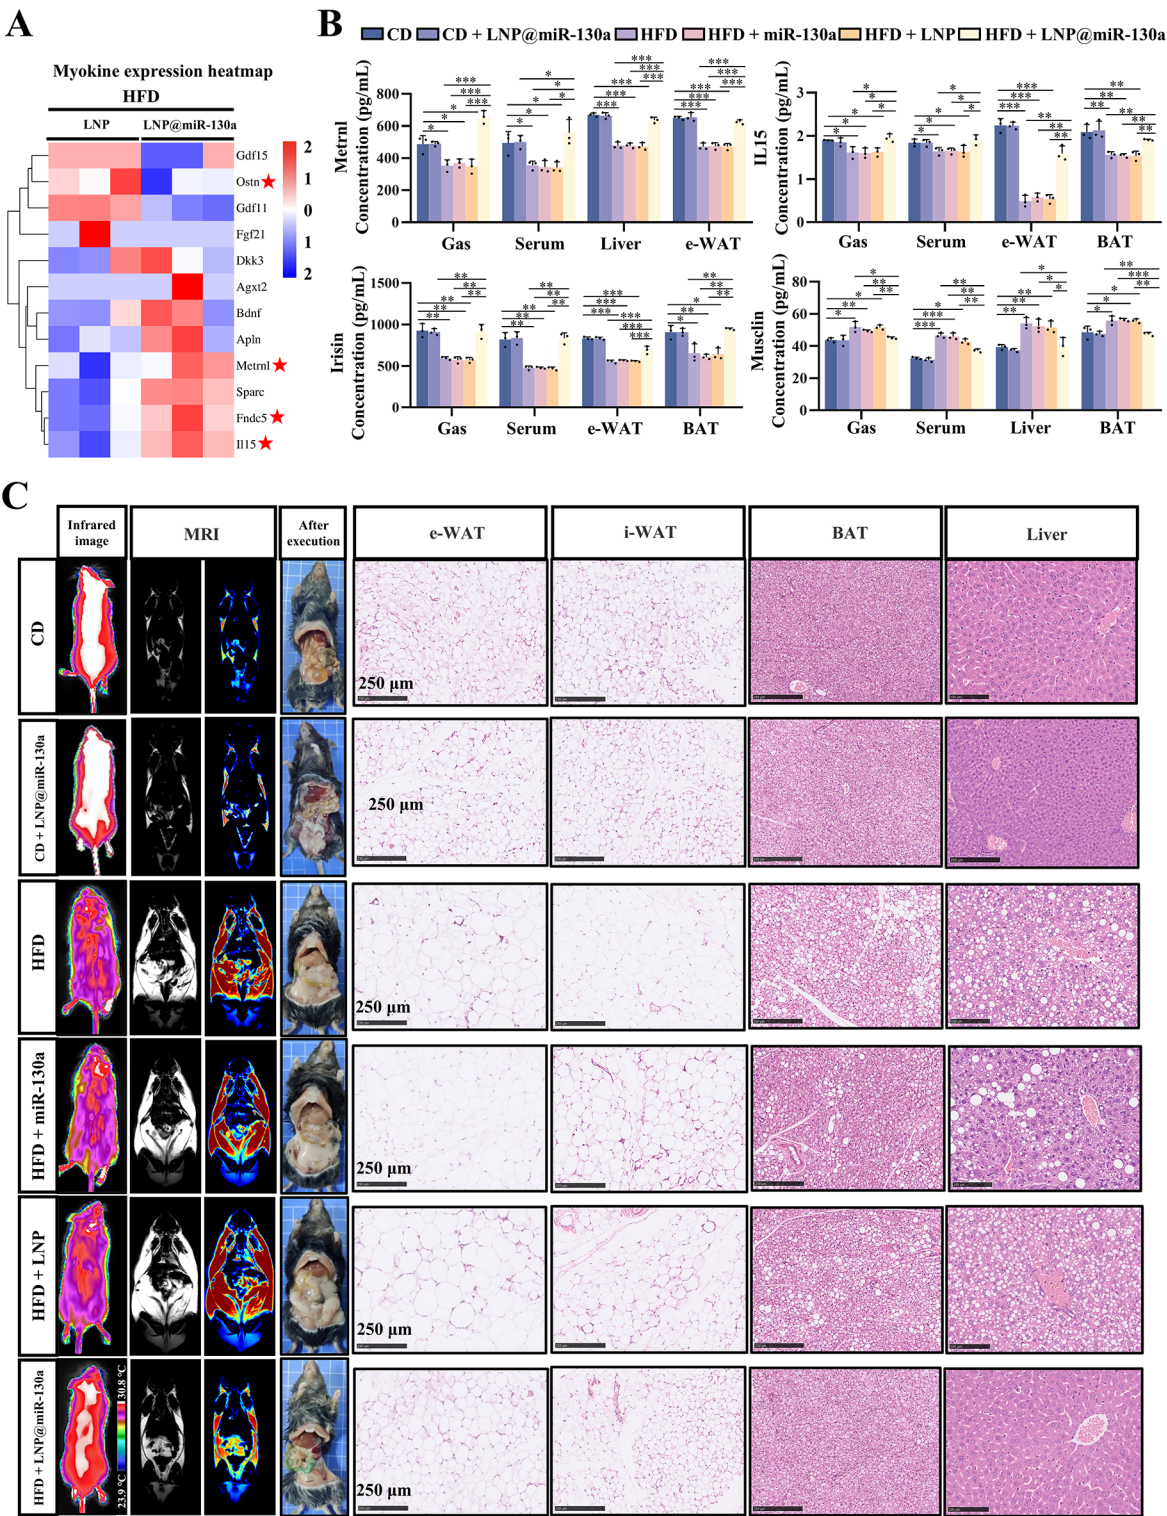 A
Myokine expression heatmap
HFD
LNP LNP@miR-130a
Gdf15
Ostn
Gdf11
Fgf21
Dkk3
Agxt2
Bdnf
Apln
Metrnl
Sparc
Fndc5
Il15
2
1
0
1
2
B
CD CD + LNP@miR-130a HFD HFD + miR-130a HFD + LNP HFD + LNP@miR-130a
Metrnl
Concentration (pg/mL)
800
600
400
200
0
Gas Serum Liver e-WAT
IL15
Concentration (pg/mL)
3
2
1
0
Gas Serum e-WAT BAT
Irisin
Concentration (pg/mL)
1500
1000
500
0
Gas Serum e-WAT BAT
Musclin
Concentration (pg/mL)
80
60
40
20
0
Gas Serum Liver BAT
C
Infrared image MRI After execution e-WAT i-WAT BAT Liver
CD
250 μm
CD + LNP@miR-130a
250 μm
HFD
250 μm
HFD + miR-130a
250 μm
HFD + LNP
250 μm
HFD + LNP@miR-130a
23.9 °C 30.8 °C
250 μm